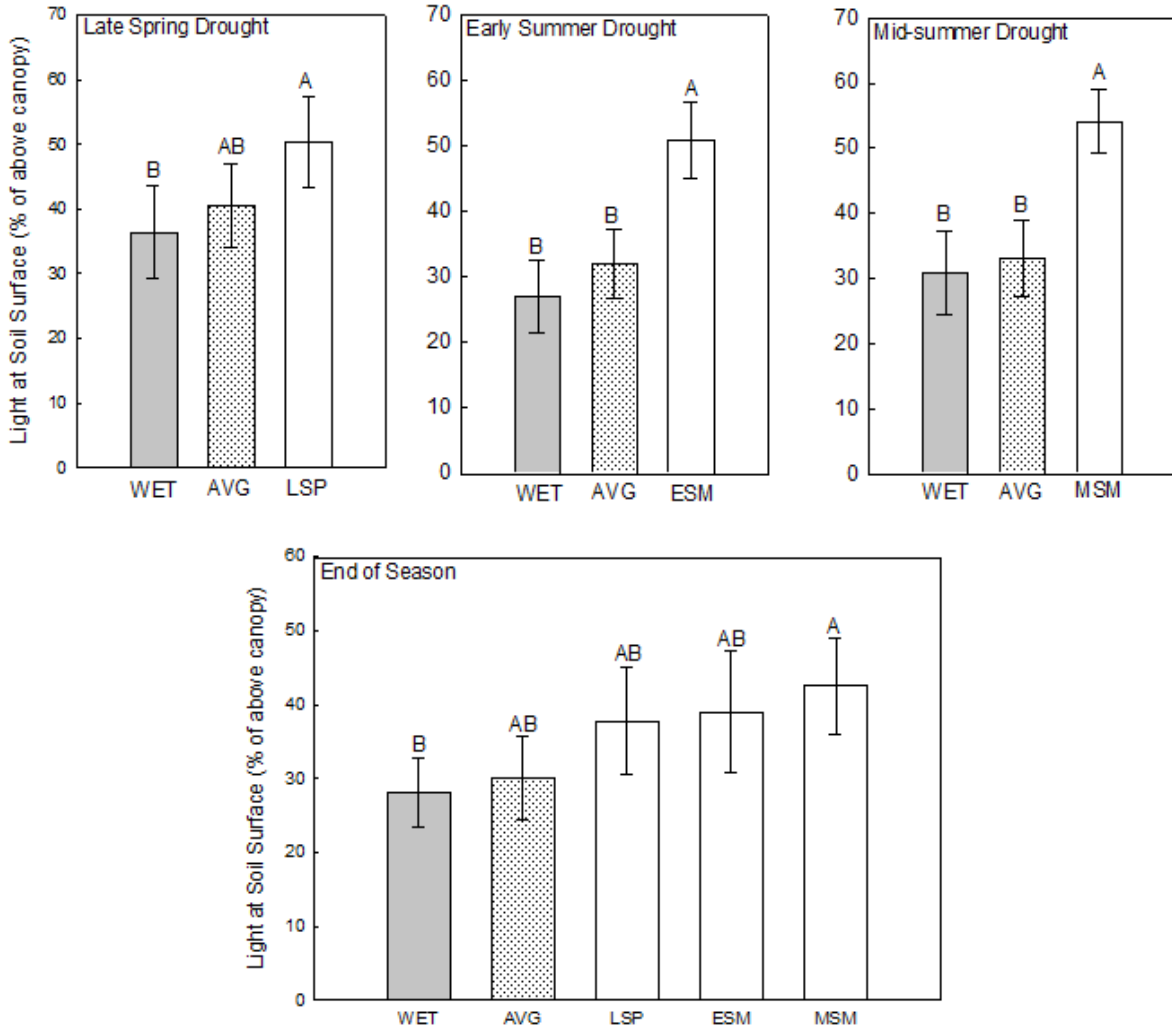 Light at Soil Surface (% of above canopy)
70
60
50
40
30
20
10
0
Late Spring Drought
B
AB
A
WET
AVG
LSP
70
60
50
40
30
20
10
0
Early Summer Drought
B
B
A
WET
AVG
ESM
70
60
50
40
30
20
10
0
Mid-summer Drought
B
B
A
WET
AVG
MSM
Light at Soil Surface (% of above canopy)
60
50
40
30
20
10
0
End of Season
B
AB
AB
AB
A
WET
AVG
LSP
ESM
MSM